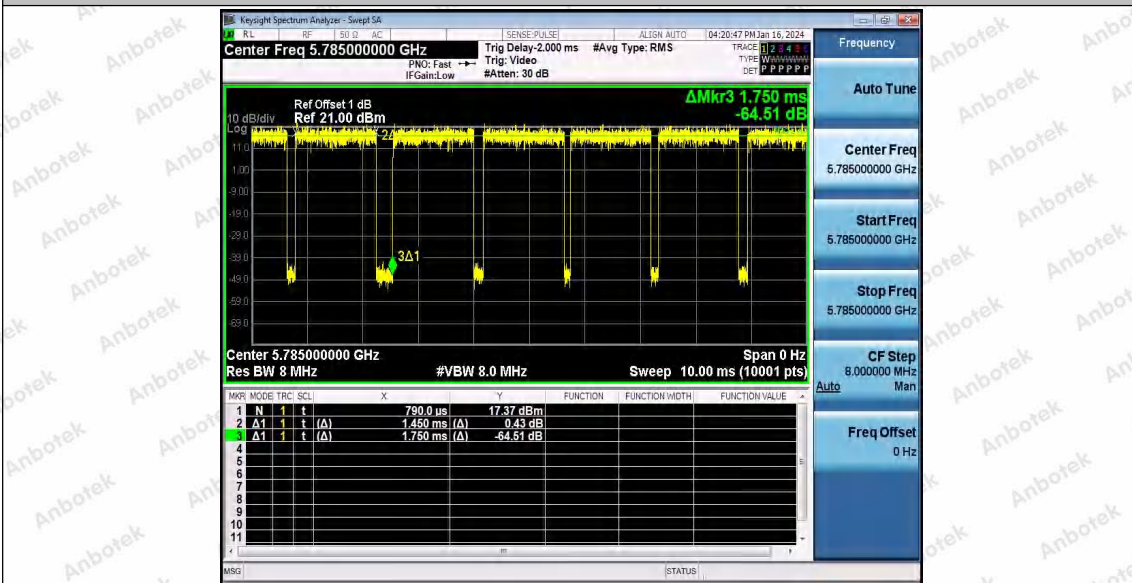 Keysight Spectrum Analyzer - Swept SA
RL RF 50 Ω AC SENSE:PULSE ALIGN AUTO 04:20:47 PM Jan 16, 2024
Center Freq 5.785000000 GHz
PNO: Fast
IFGain:Low
Trig Delay-2.000 ms
Trig: Video
#Atten: 30 dB
#Avg Type: RMS
TRACE 1 2 3 4 5 6
TYPE WWWWWW
DET P P P P P P
Ref Offset 1 dB
10 dB/div Ref 21.00 dBm
ΔMkr3 1.750 ms
-64.51 dB
Log
11.0
1.00
-9.00
-19.0
-29.0
-39.0
-49.0
-59.0
-69.0
3Δ1
Center 5.785000000 GHz Span 0 Hz
Res BW 8 MHz #VBW 8.0 MHz Sweep 10.00 ms (10001 pts)
MKR MODE TRC SCL X Y FUNCTION FUNCTION WIDTH FUNCTION VALUE
1 N 1 t 790.0 µs 17.37 dBm
2 Δ1 1 t (Δ) 1.450 ms (Δ) 0.43 dB
3 Δ1 1 t (Δ) 1.750 ms (Δ) -64.51 dB
4
5
6
7
8
9
10
11
MSG STATUS
Frequency
Auto Tune
Center Freq
5.785000000 GHz
Start Freq
5.785000000 GHz
Stop Freq
5.785000000 GHz
CF Step
8.000000 MHz
Auto Man
Freq Offset
0 Hz
Anbotek